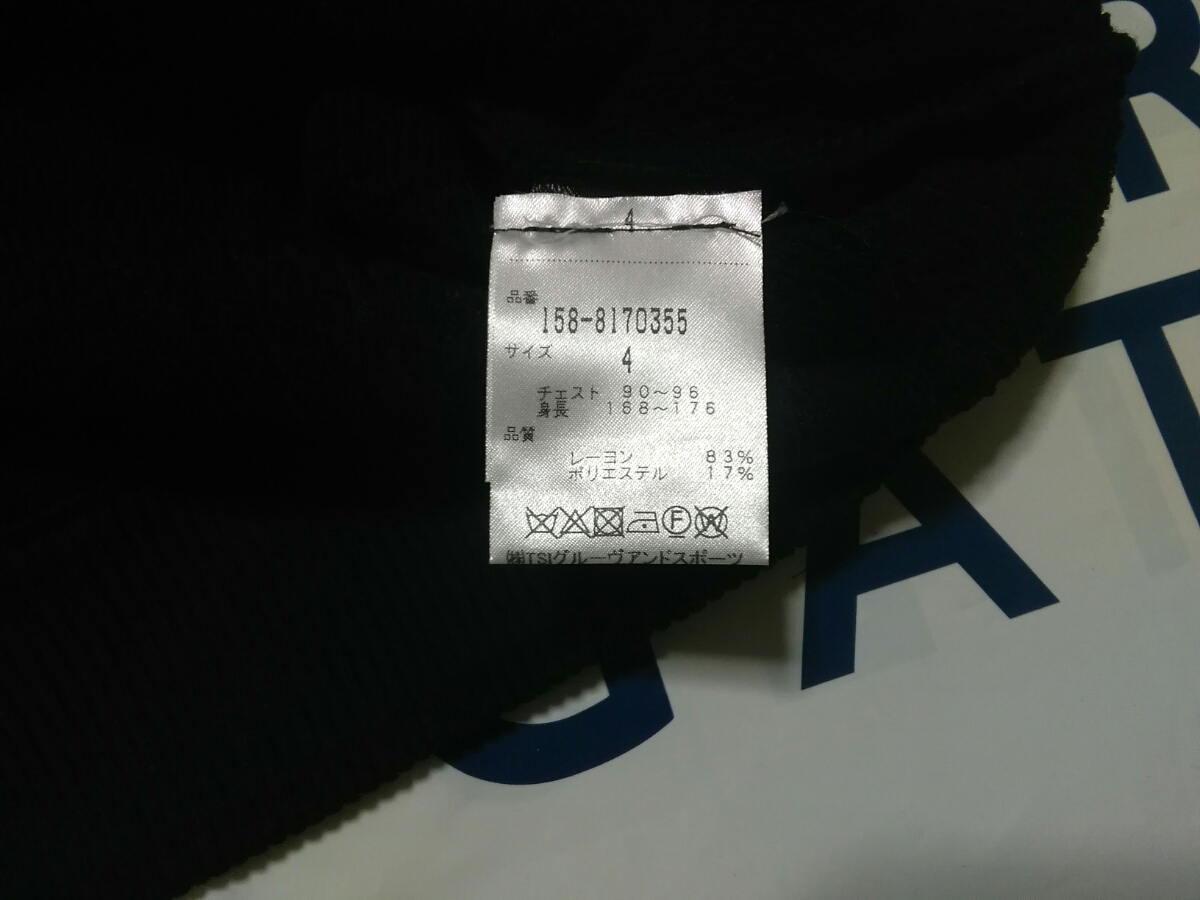 4
品番
158-8170355
サイズ
4
チェスト 90～96
身長 168～176
品質
レーヨン 83%
ポリエステル 17%
F W
㈱TSIグルーヴアンドスポーツ
R
T
A